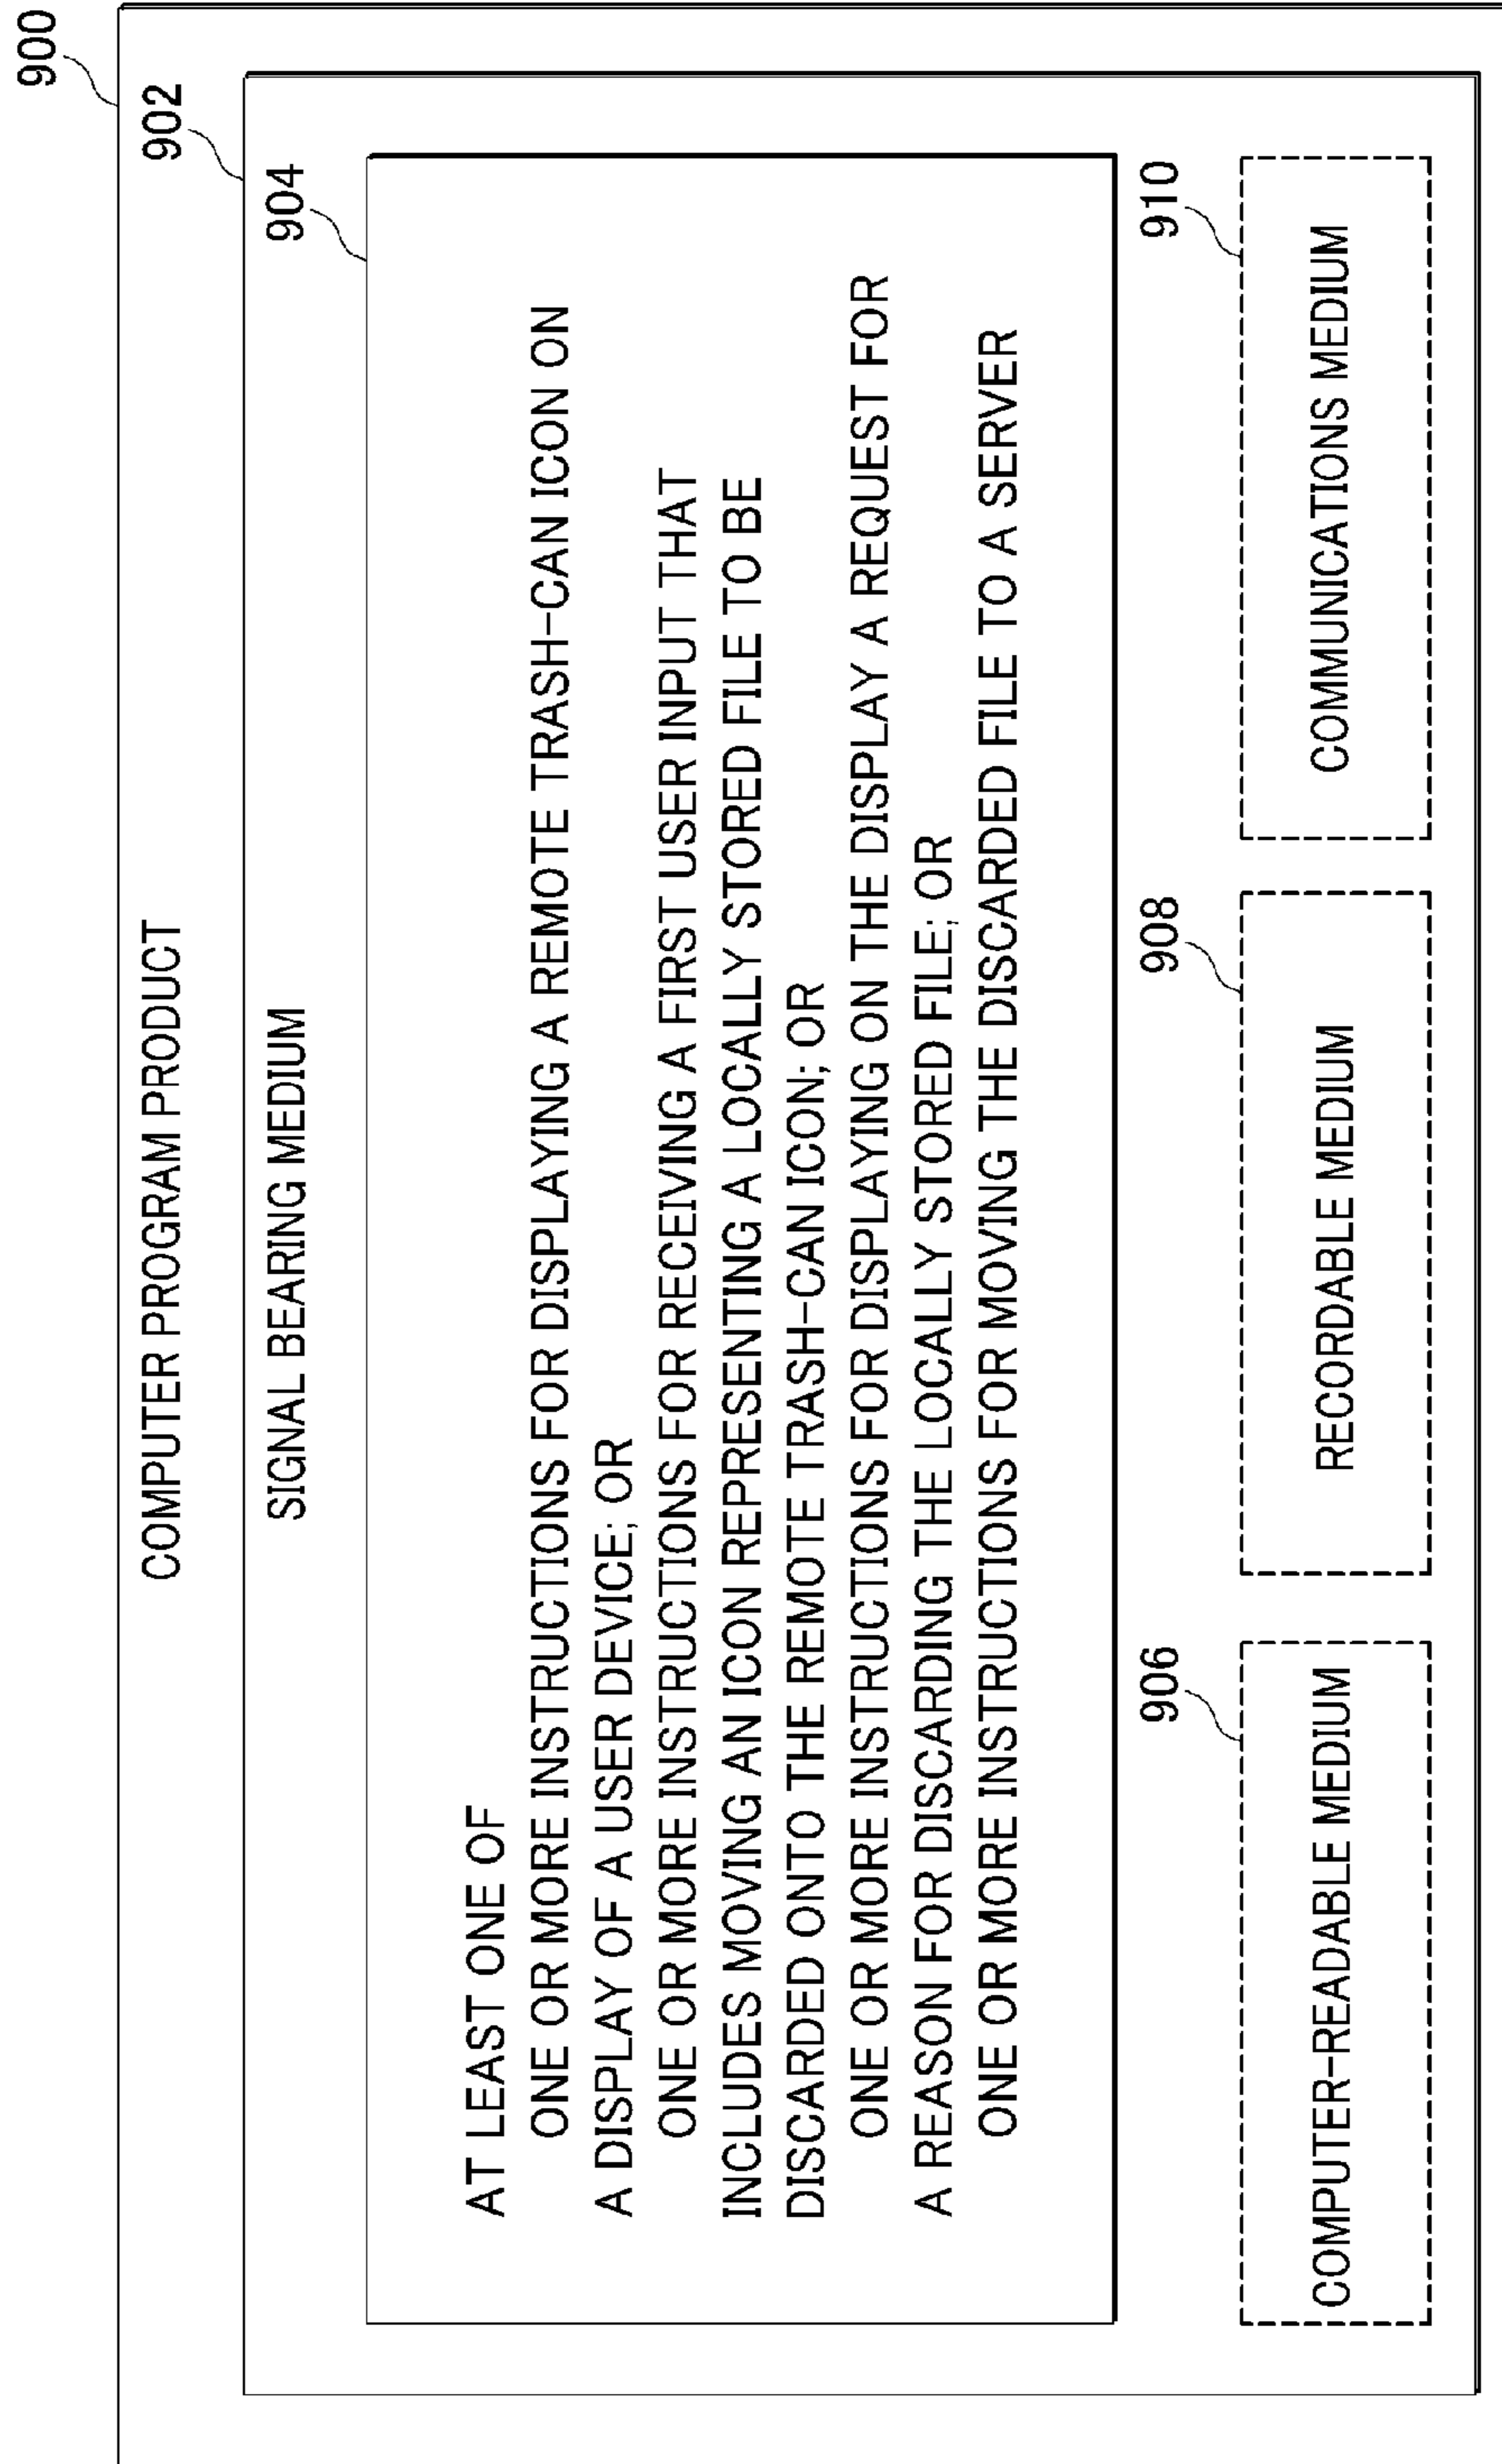 900
COMPUTER PROGRAM PRODUCT
902
SIGNAL BEARING MEDIUM
904
AT LEAST ONE OF
ONE OR MORE INSTRUCTIONS FOR DISPLAYING A REMOTE TRASH-CAN ICON ON
A DISPLAY OF A USER DEVICE; OR
ONE OR MORE INSTRUCTIONS FOR RECEIVING A FIRST USER INPUT THAT
INCLUDES MOVING AN ICON REPRESENTING A LOCALLY STORED FILE TO BE
DISCARDED ONTO THE REMOTE TRASH-CAN ICON; OR
ONE OR MORE INSTRUCTIONS FOR DISPLAYING ON THE DISPLAY A REQUEST FOR
A REASON FOR DISCARDING THE LOCALLY STORED FILE; OR
ONE OR MORE INSTRUCTIONS FOR MOVING THE DISCARDED FILE TO A SERVER
906
COMPUTER-READABLE MEDIUM
908
RECORDABLE MEDIUM
910
COMMUNICATIONS MEDIUM